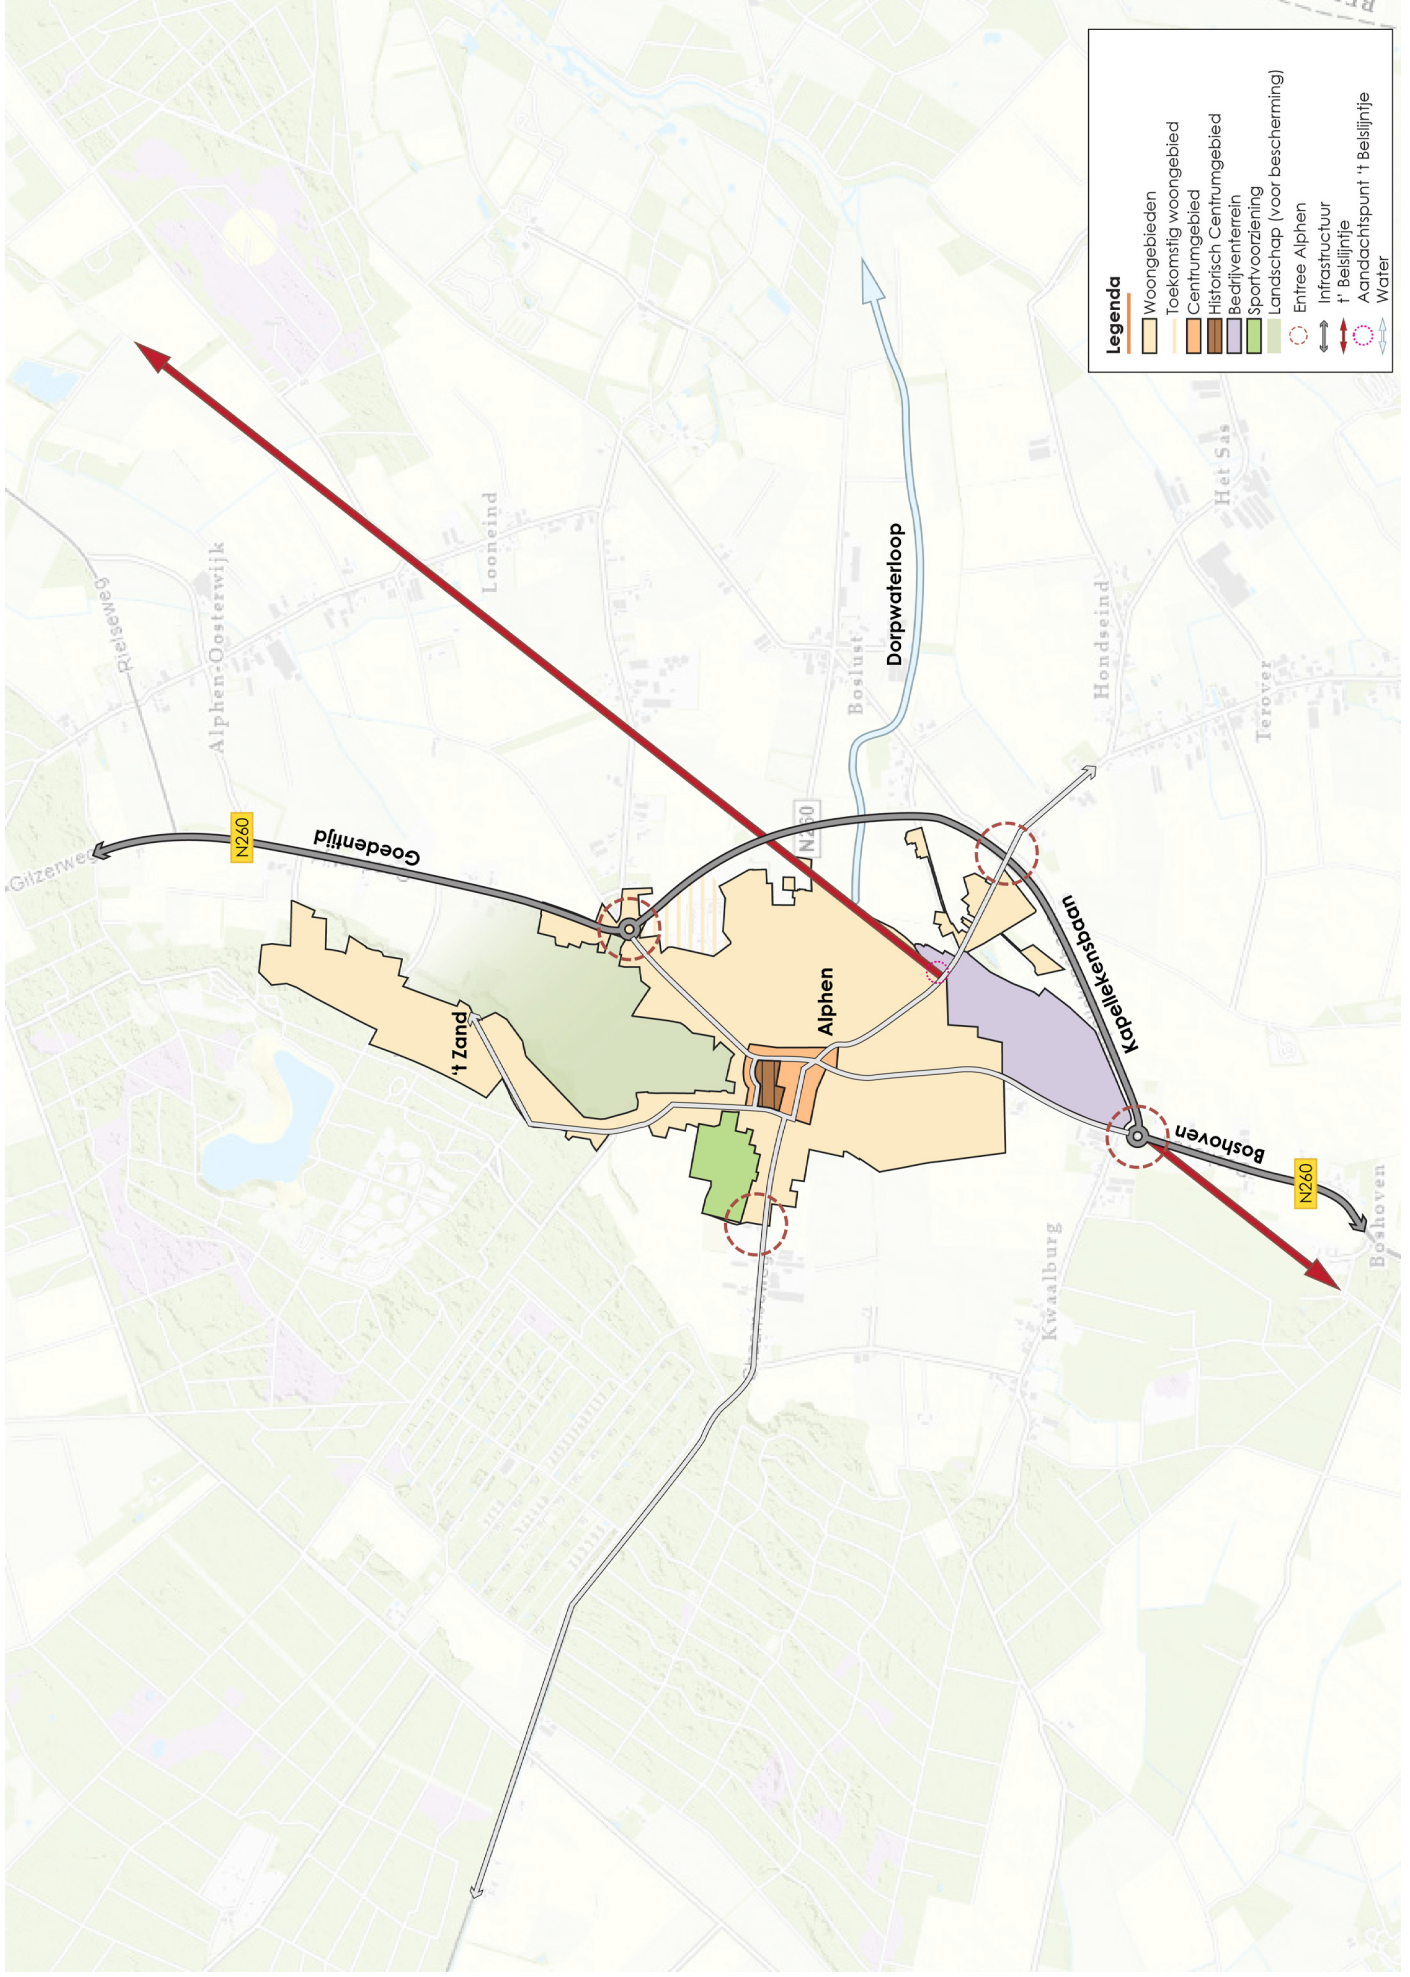 Legenda
Woongebieden
Toekomstig woongebied
Centrumgebied
Historisch Centrumgebied
Bedrijventerrein
Sportvoorziening
Landschap (voor bescherming)
Entree Alphen
Infrastructuur
t' Belslijntje
Aandachtspunt 't Belslijntje
Water
Gilzerweg
Rielseweg
Alphen-Oosterwijk
Looneind
N260
Goedentijd
't Zand
Alphen
N260
Boslust
Dorpwaterloop
Hondseind
Het Sas
Terover
Kapellekensbaan
Boshoven
N260
Boshoven
Kwaalburg